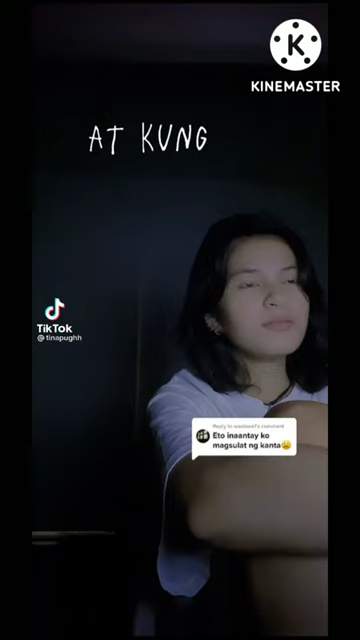 KINEMASTER
AT KUNG
TikTok
@tinapughh
Eto inaantay ko
magsulat ng kanta😩